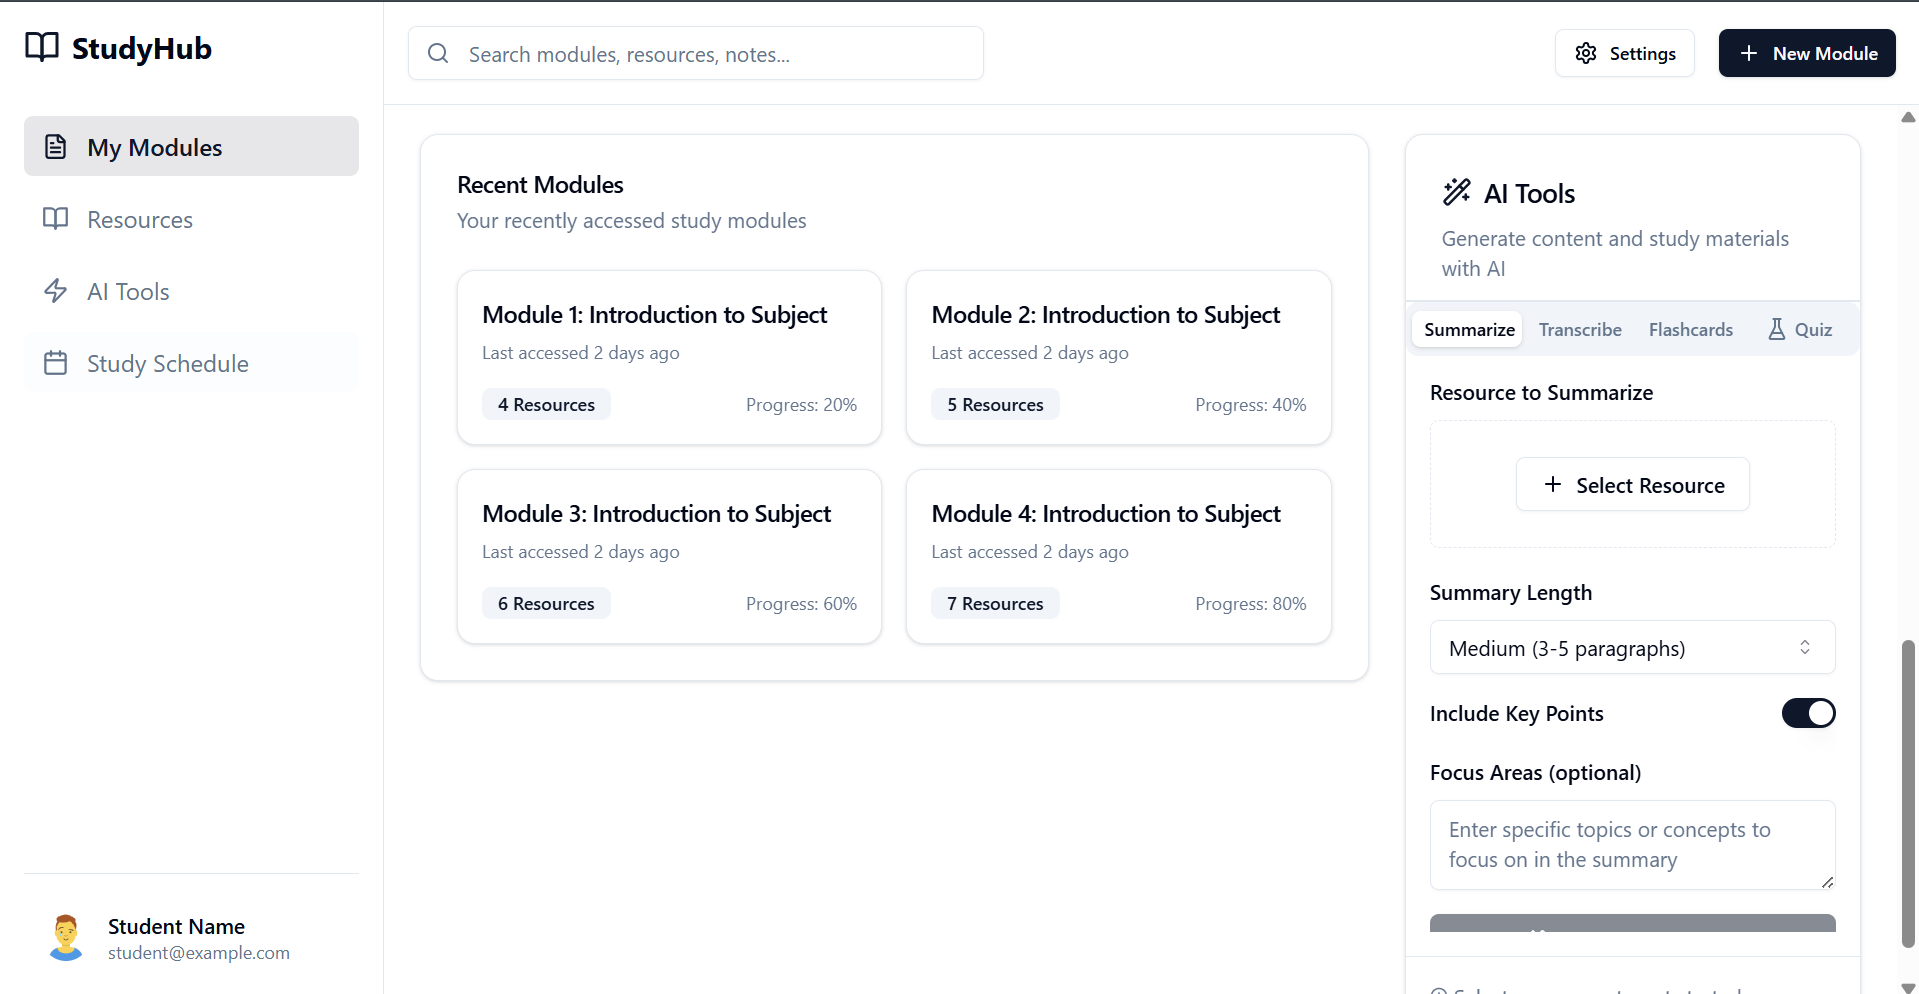 StudyHub
Search modules, resources, notes...
Settings
New Module
My Modules
Resources
AI Tools
Study Schedule
Recent Modules
Your recently accessed study modules
Module 1: Introduction to Subject
Last accessed 2 days ago
4 Resources
Progress: 20%
Module 2: Introduction to Subject
Last accessed 2 days ago
5 Resources
Progress: 40%
Module 3: Introduction to Subject
Last accessed 2 days ago
6 Resources
Progress: 60%
Module 4: Introduction to Subject
Last accessed 2 days ago
7 Resources
Progress: 80%
AI Tools
Generate content and study materials
with AI
Summarize
Transcribe
Flashcards
Quiz
Resource to Summarize
Select Resource
Summary Length
Medium (3-5 paragraphs)
Include Key Points
Focus Areas (optional)
Enter specific topics or concepts to
focus on in the summary
Student Name
student@example.com